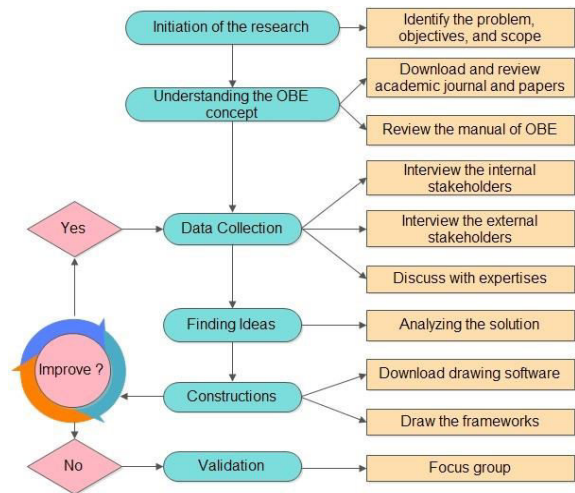 Initiation of the research
Identify the problem,
objectives, and scope
Understanding the OBE
concept
Download and review
academic journal and papers
Review the manual of OBE
Interview the internal
stakeholders
Yes
Data Collection
Interview the external
stakeholders
Discuss with expertises
Finding Ideas
Analyzing the solution
Improve ?
Constructions
Download drawing software
Draw the frameworks
No
Validation
Focus group